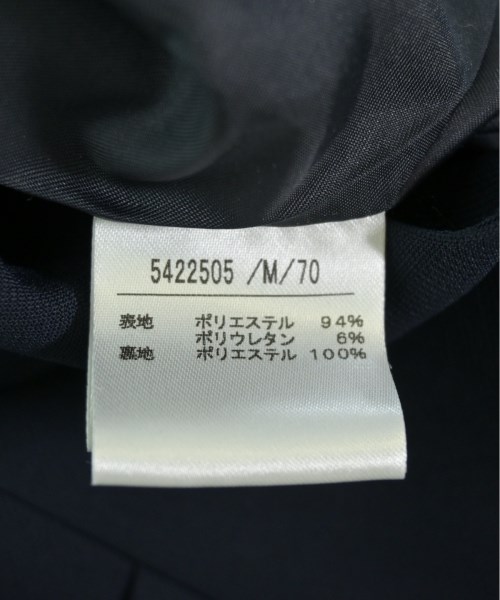 5422505 /M/70
表地 ポリエステル 94%
ポリウレタン 6%
裏地 ポリエステル 100%